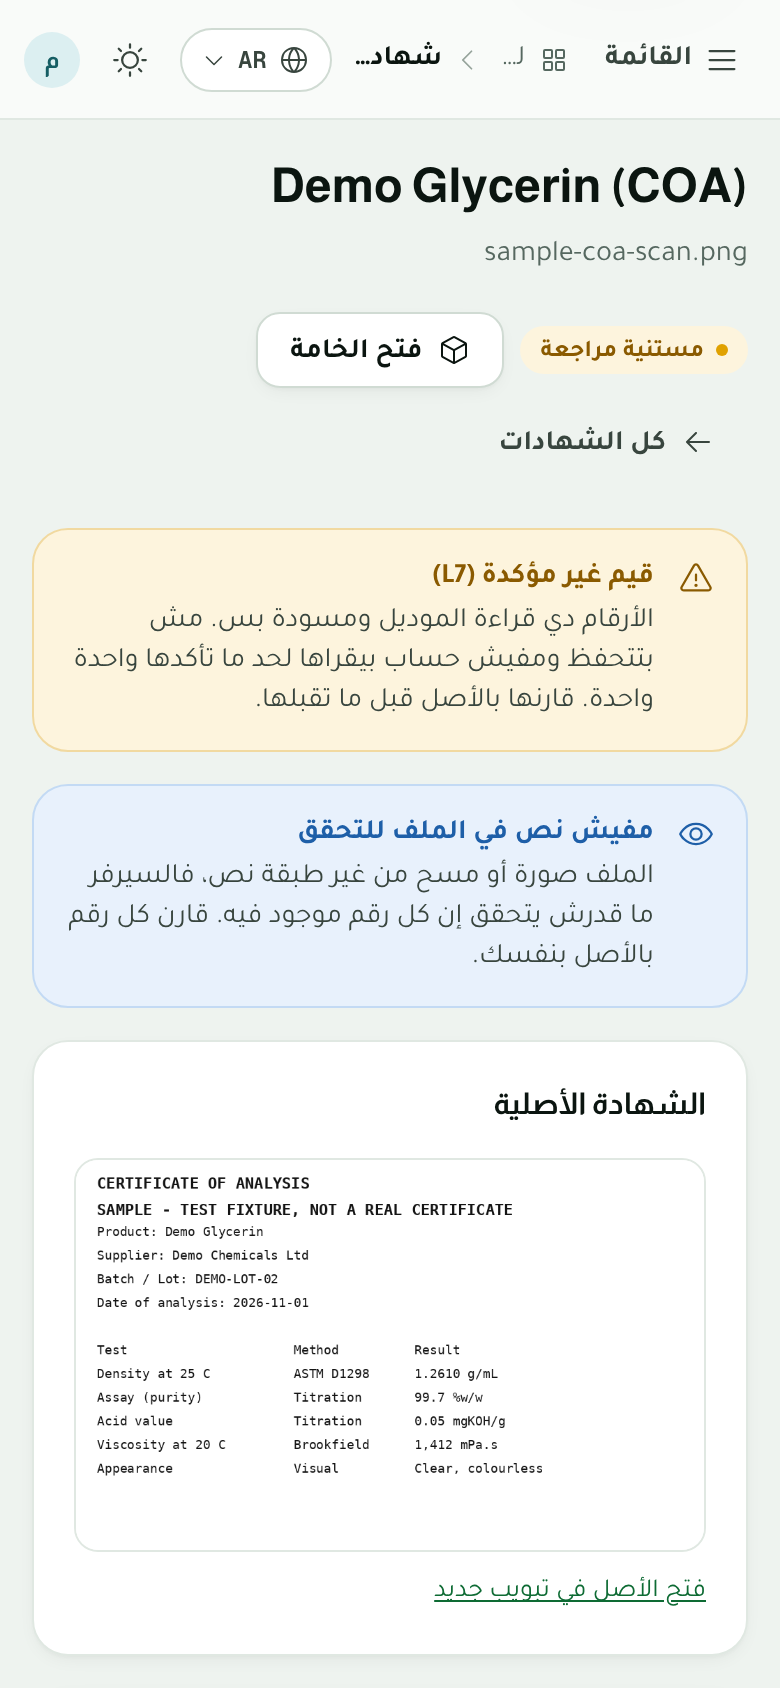 القائمة لـ... شهاد... AR م
Demo Glycerin (COA)
sample-coa-scan.png
مستنية مراجعة
فتح الخامة
كل الشهادات
قيم غير مؤكدة (L7)
الأرقام دي قراءة الموديل ومسودة بس. مش
بتتحفظ ومفيش حساب بيقراها لحد ما تأكدها واحدة
واحدة. قارنها بالأصل قبل ما تقبلها.
مفيش نص في الملف للتحقق
الملف صورة أو مسح من غير طبقة نص، فالسيرفر
ما قدرش يتحقق إن كل رقم موجود فيه. قارن كل رقم
بالأصل بنفسك.
الشهادة الأصلية
CERTIFICATE OF ANALYSIS
SAMPLE - TEST FIXTURE, NOT A REAL CERTIFICATE
Product: Demo Glycerin
Supplier: Demo Chemicals Ltd
Batch / Lot: DEMO-LOT-02
Date of analysis: 2026-11-01
Test Method Result
Density at 25 C ASTM D1298 1.2610 g/mL
Assay (purity) Titration 99.7 %w/w
Acid value Titration 0.05 mgKOH/g
Viscosity at 20 C Brookfield 1,412 mPa.s
Appearance Visual Clear, colourless
فتح الأصل في تبويب جديد